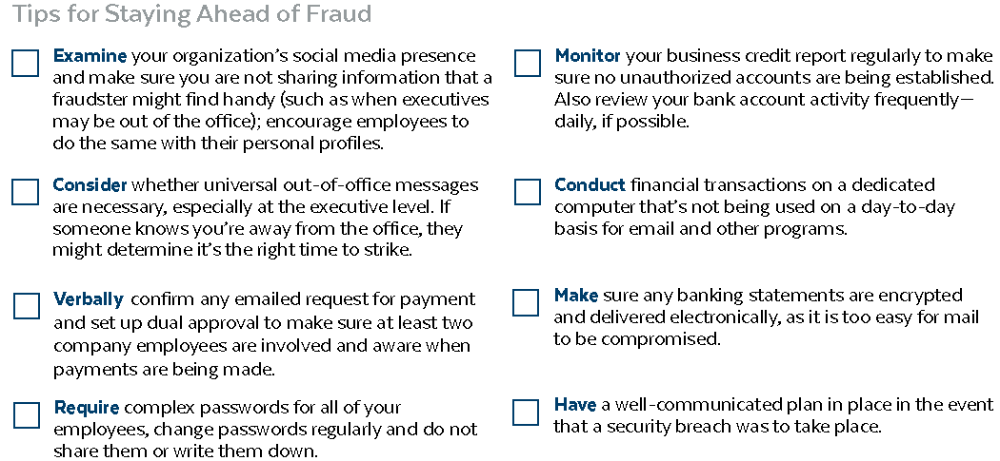 Tips for Staying Ahead of Fraud
Examine your organization's social media presence
and make sure you are not sharing information that a
fraudster might find handy (such as when executives
may be out of the office); encourage employees to
do the same with their personal profiles.
Consider whether universal out-of-office messages
are necessary, especially at the executive level. If
someone knows you're away from the office, they
might determine it's the right time to strike.
Verbally confirm any emailed request for payment
and set up dual approval to make sure at least two
company employees are involved and aware when
payments are being made.
Require complex passwords for all of your
employees, change passwords regularly and do not
share them or write them down.
Monitor your business credit report regularly to make
sure no unauthorized accounts are being established.
Also review your bank account activity frequently—
daily, if possible.
Conduct financial transactions on a dedicated
computer that's not being used on a day-to-day
basis for email and other programs.
Make sure any banking statements are encrypted
and delivered electronically, as it is too easy for mail
to be compromised.
Have a well-communicated plan in place in the event
that a security breach was to take place.